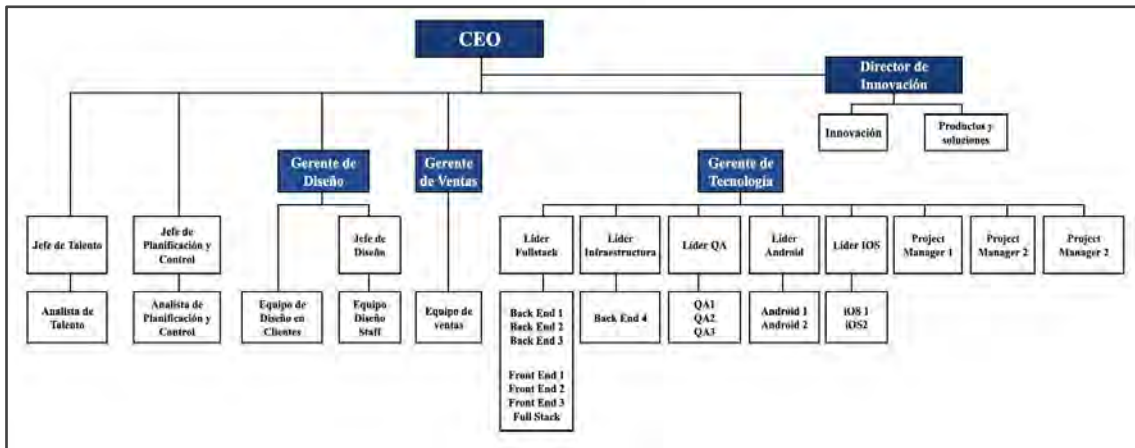 CEO
Director de
Innovación
Innovación
Productos y
soluciones
Gerente de
Diseño
Gerente
de Ventas
Gerente de
Tecnología
Jefe de Talento
Jefe de
Planificación y
Control
Jefe de
Diseño
Líder
Fullstack
Líder
Infraestructura
Líder QA
Líder
Android
Líder IOS
Project
Manager 1
Project
Manager 2
Project
Manager 2
Analista de
Talento
Analista de
Planificación y
Control
Equipo de
Diseño en
Clientes
Equipo
Diseño
Staff
Equipo de
ventas
Back End 1
Back End 2
Back End 3
Front End 1
Front End 2
Front End 3
Full Stack
Back End 4
QA1
QA2
QA3
Android 1
Android 2
iOS 1
iOS2